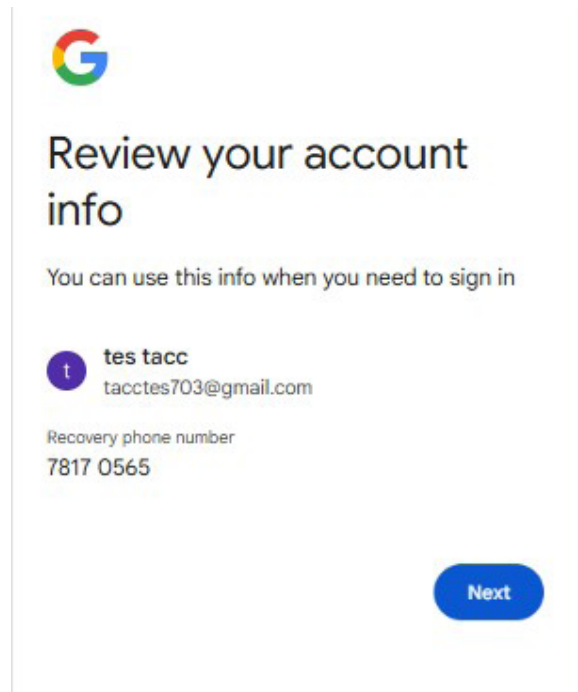 Review your account
info
You can use this info when you need to sign in
t
tes tacc
tacctes703@gmail.com
Recovery phone number
7817 0565
Next